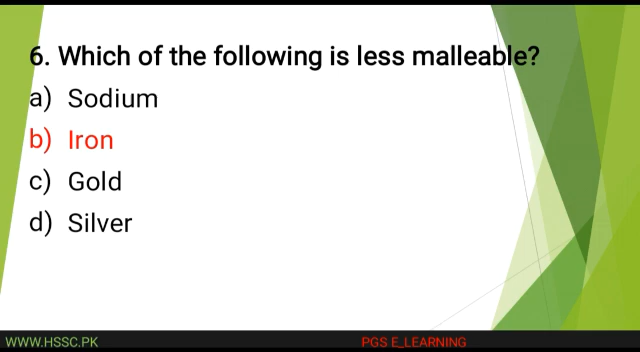 6. Which of the following is less malleable?
a) Sodium
b) Iron
c) Gold
d) Silver
WWW.HSSC.PK PGS E_LEARNING